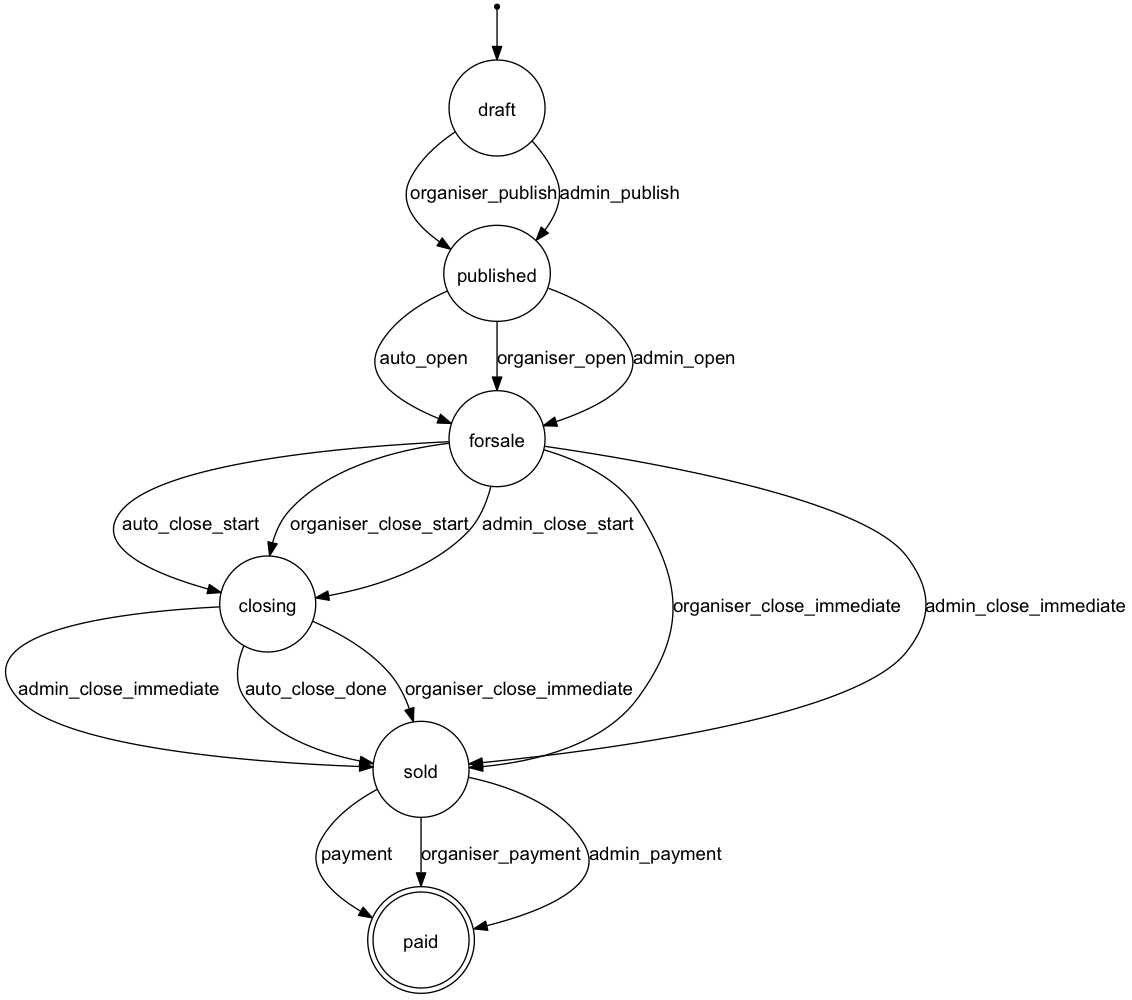 draft
organiser_publish admin_publish
published
auto_open organiser_open admin_open
forsale
auto_close_start organiser_close_start admin_close_start
closing organiser_close_immediate admin_close_immediate
admin_close_immediate auto_close_done organiser_close_immediate
sold
payment organiser_payment admin_payment
paid